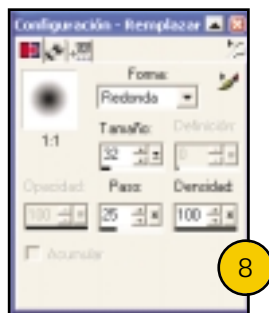 Configuración - Remplazar
Forma:
Redonda
1:1
Tamaño: Definición:
32 0
Opacidad: Paso: Densidad:
100 25 100
Acumular
8